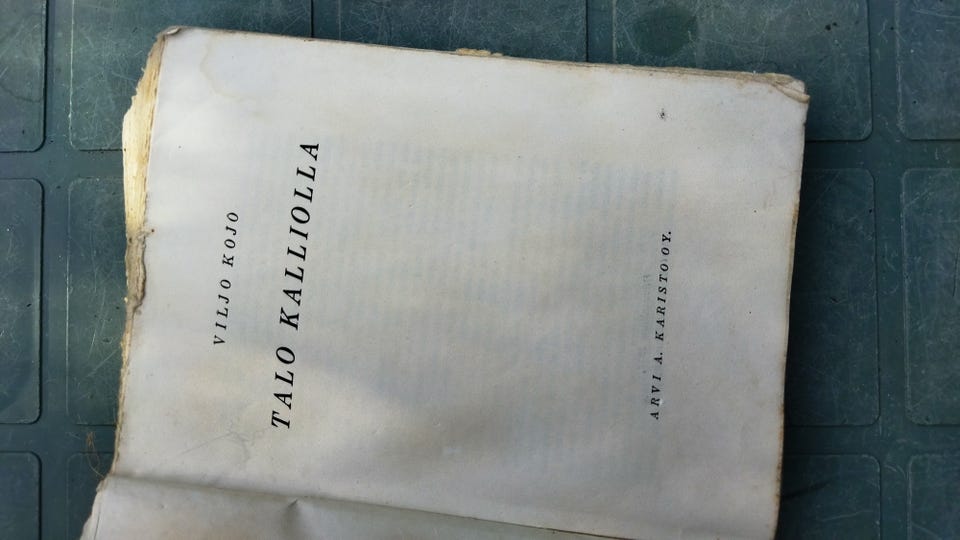 VILJO KOJO
TALO KALLIOLLA
ARVI A. KARISTO OY.